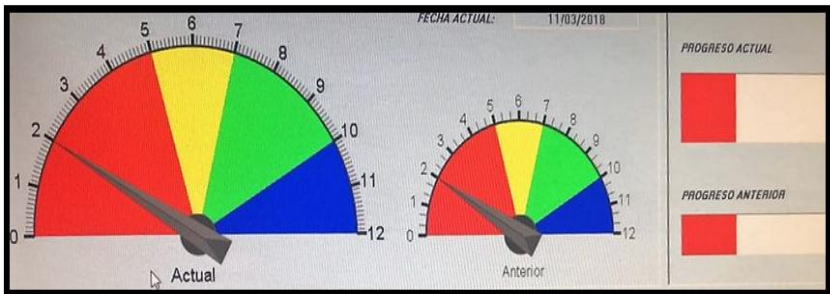 FECHA ACTUAL: 11/03/2018
PROGRESO ACTUAL
0 1 2 3 4 5 6 7 8 9 10 11 12
Actual
0 1 2 3 4 5 6 7 8 9 10 11 12
Anterior
PROGRESO ANTERIOR